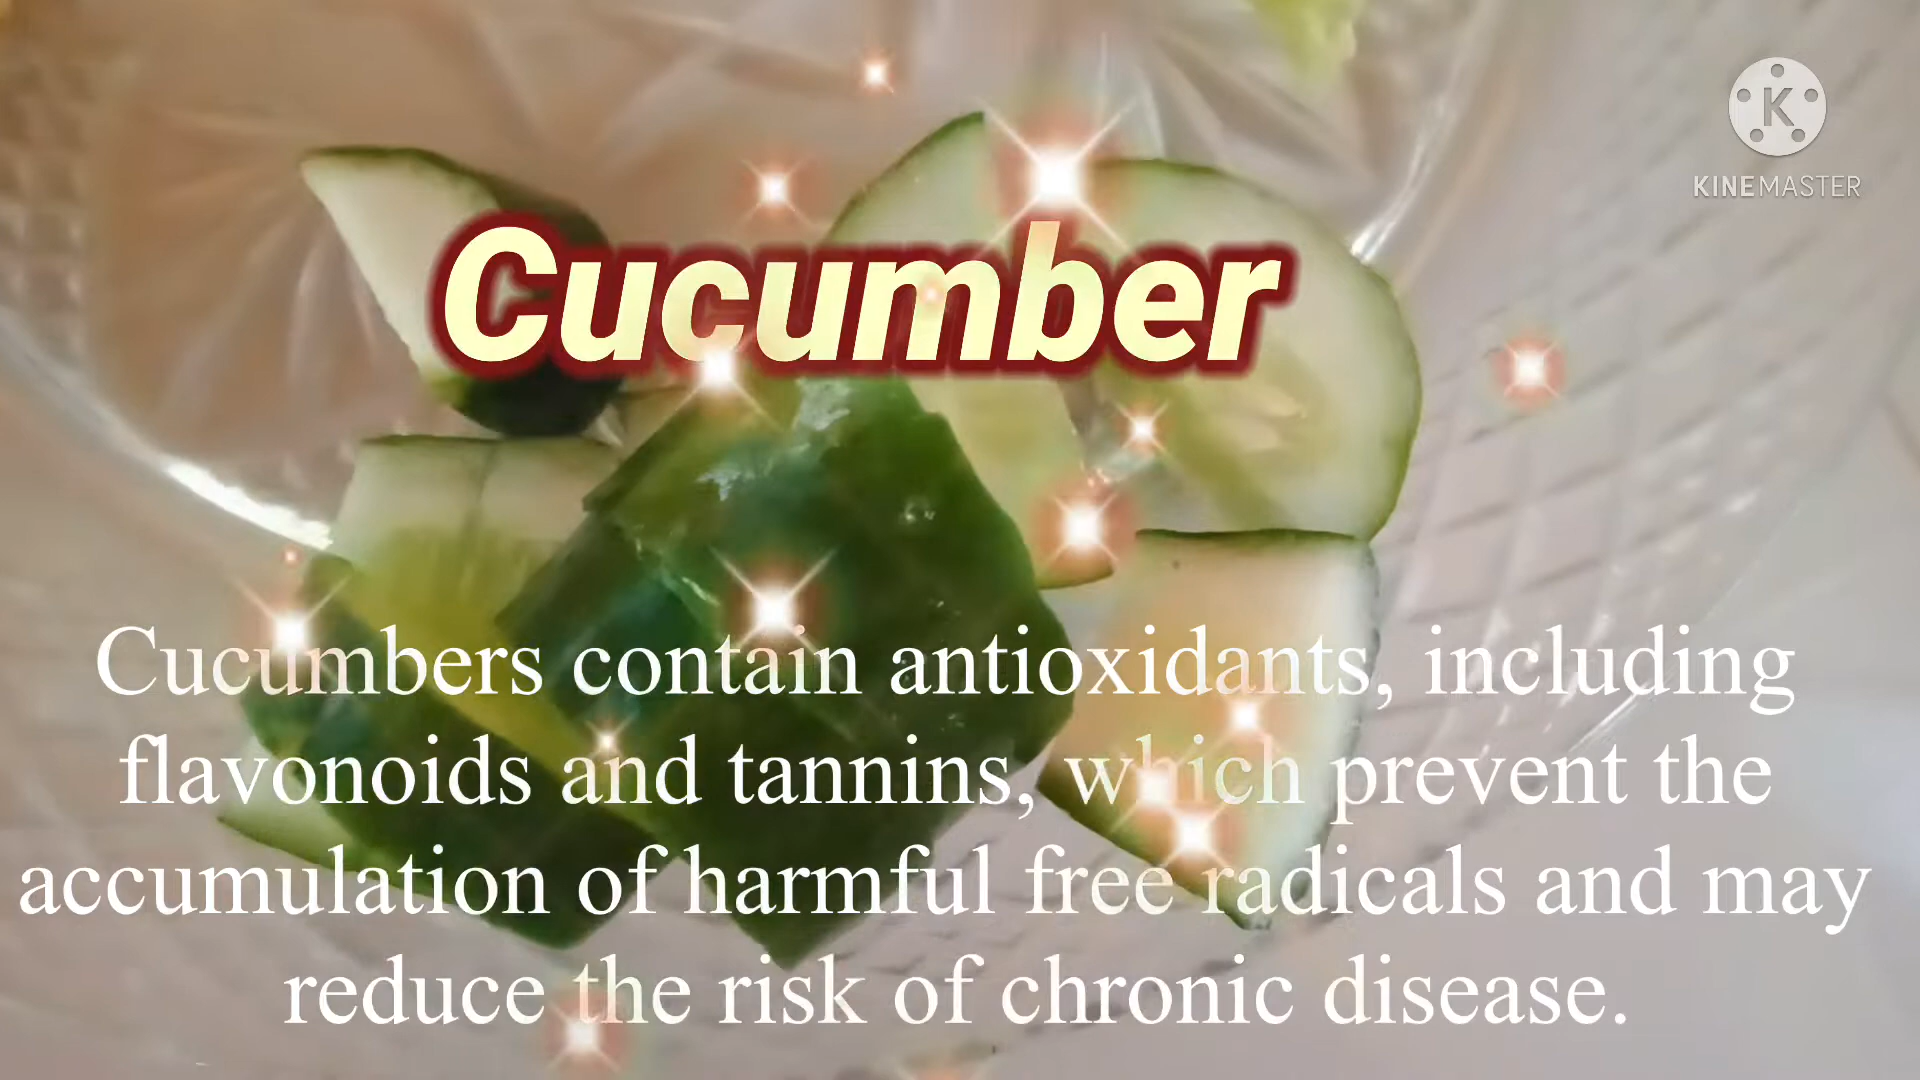 KINEMASTER
Cucumber
Cucumbers contain antioxidants, including
flavonoids and tannins, which prevent the
accumulation of harmful free radicals and may
reduce the risk of chronic disease.